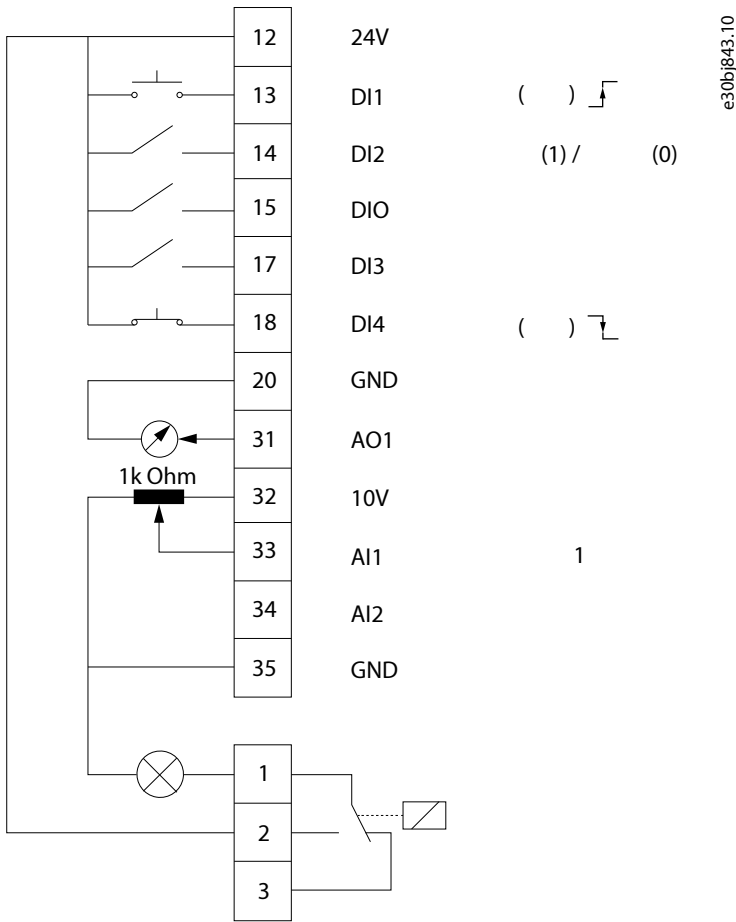 12 24V
13 DI1 ( )
14 DI2 (1) / (0)
15 DIO
17 DI3
18 DI4 ( )
20 GND
31 AO1
1k Ohm
32 10V
33 AI1 1
34 AI2
35 GND
1
2
3
e30bj843.10